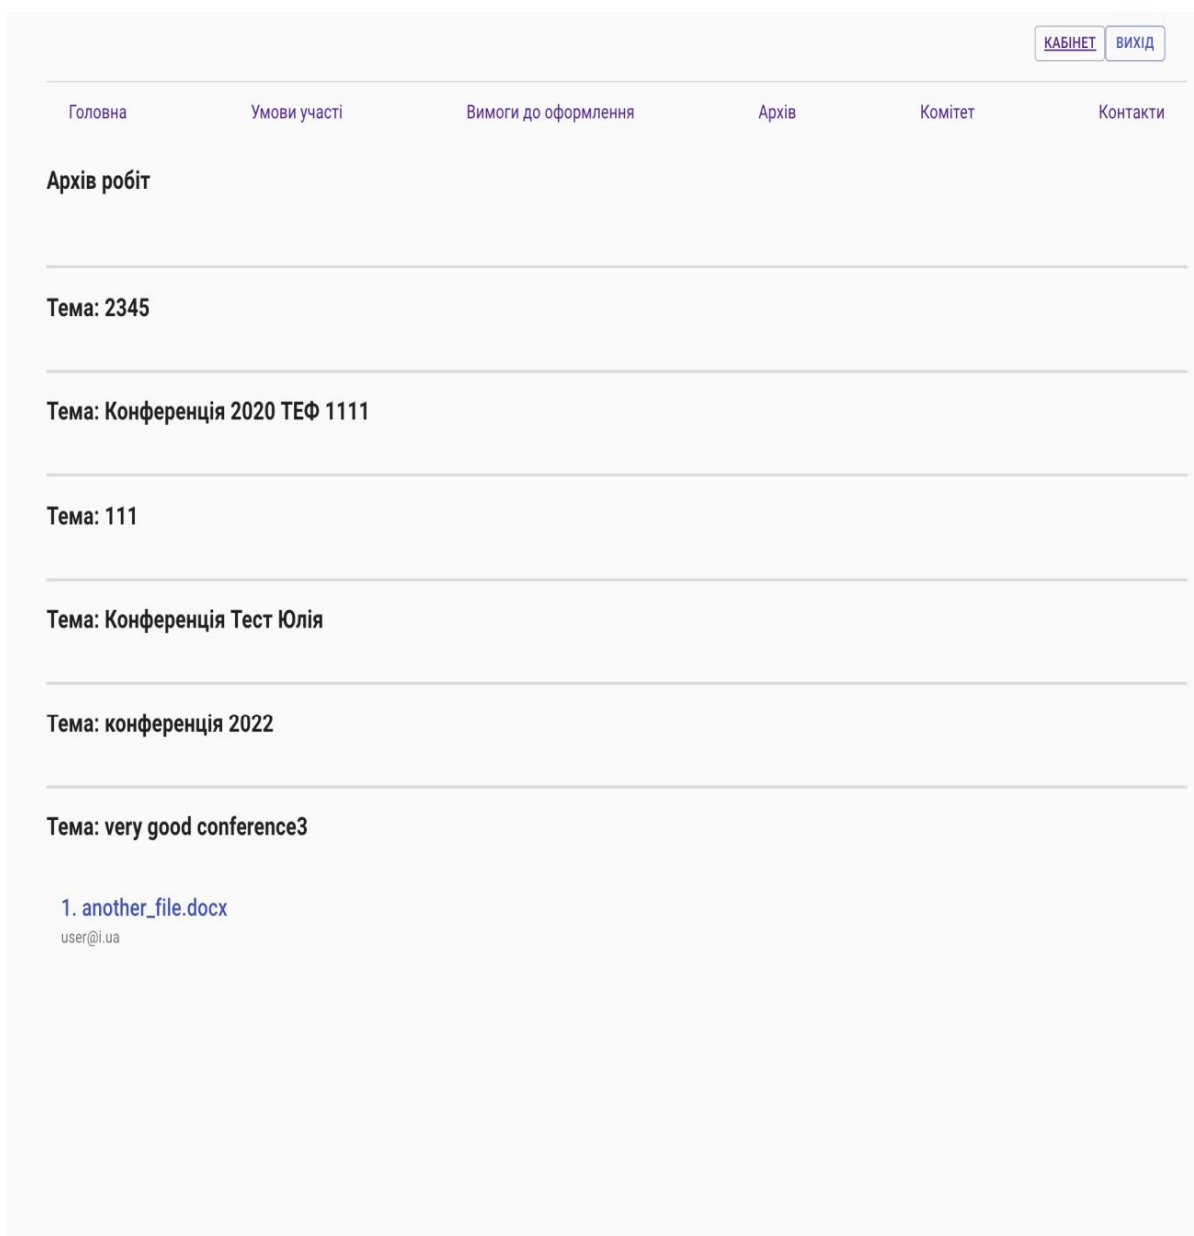 КАБІНЕТ ВИХІД
Головна Умови участі Вимоги до оформлення Архів Комітет Контакти
Архів робіт
Тема: 2345
Тема: Конференція 2020 ТЕФ 1111
Тема: 111
Тема: Конференція Тест Юлія
Тема: конференція 2022
Тема: very good conference3
1. another_file.docx
user@i.ua